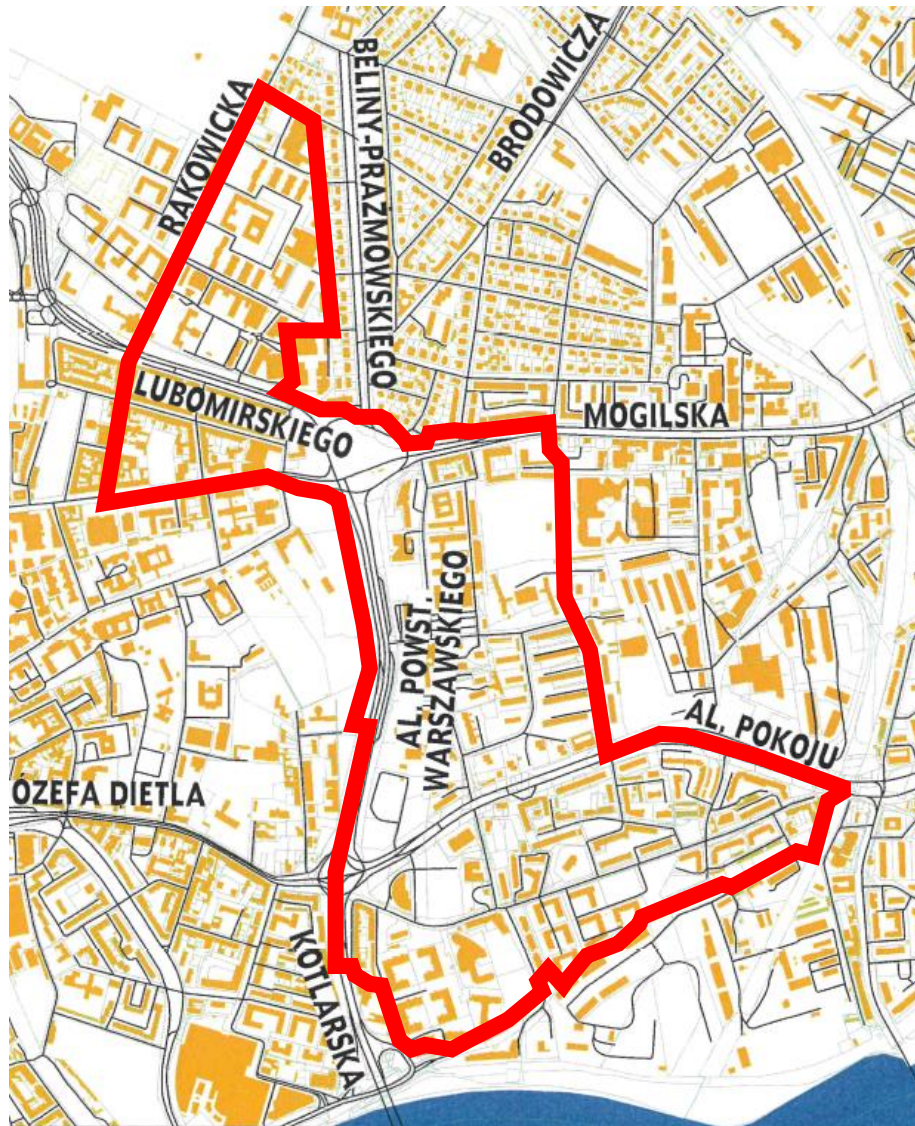 RAKOWICKA
BELINY-PRAŻMOWSKIEGO
BRODOWICZA
LUBOMIRSKIEGO
MOGILSKA
AL. POWST.
WARSZAWSKIEGO
AL. POKOJU
ÓZEFA DIETLA
KOTLARSKA